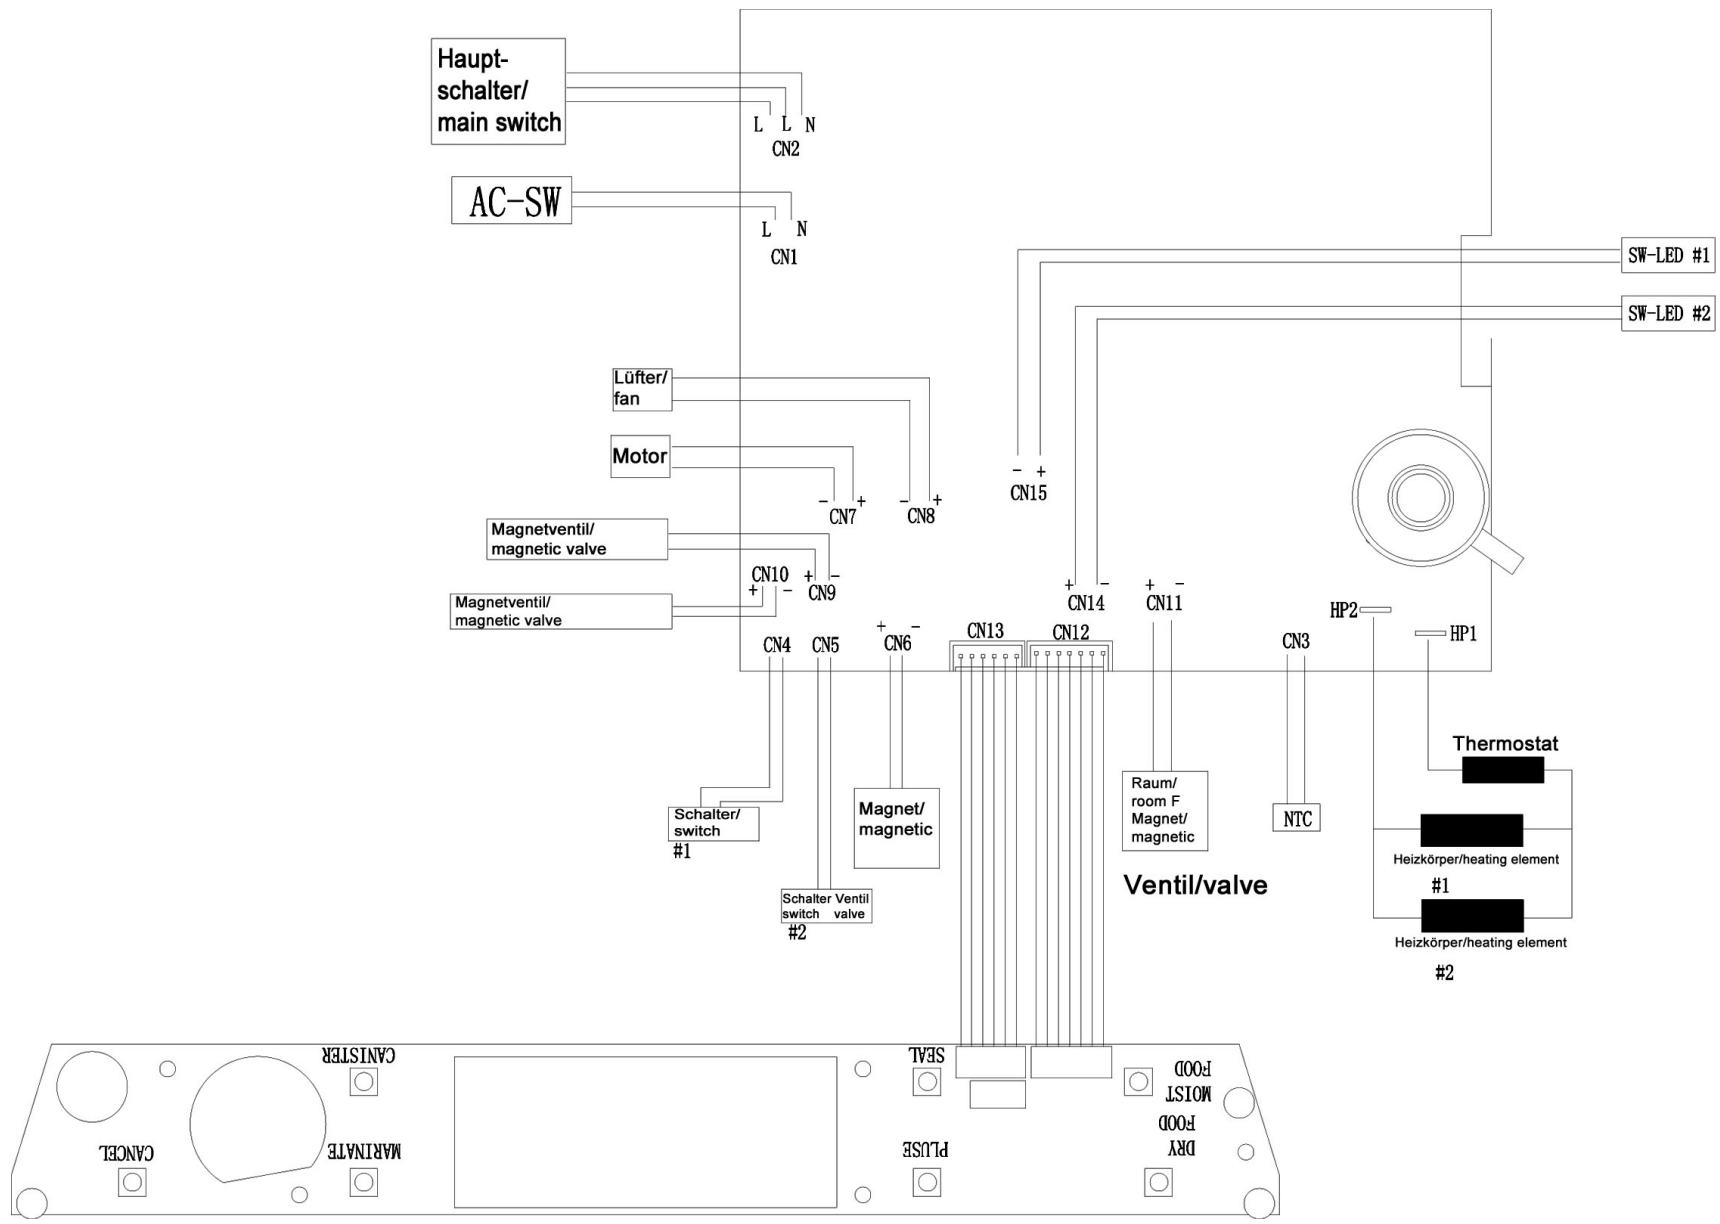 Haupt-
schalter/
main switch
L L N
CN2
AC-SW
L N
CN1
SW-LED #1
SW-LED #2
Lüfter/
fan
Motor
- +
CN7
- +
CN8
- +
CN15
Magnetventil/
magnetic valve
CN10
+ -
+ -
CN9
Magnetventil/
magnetic valve
+ -
CN14
+ -
CN11
HP2
HP1
CN4
CN5
+ -
CN6
CN13
CN12
CN3
Thermostat
Schalter/
switch
#1
Magnet/
magnetic
Raum/
room F
Magnet/
magnetic
NTC
Heizkörper/heating element
#1
Ventil/valve
Schalter Ventil
switch valve
#2
Heizkörper/heating element
#2
CANISTER
SEAL
MOIST
FOOD
CANCEL
MARINATE
PLUSE
DRY
FOOD